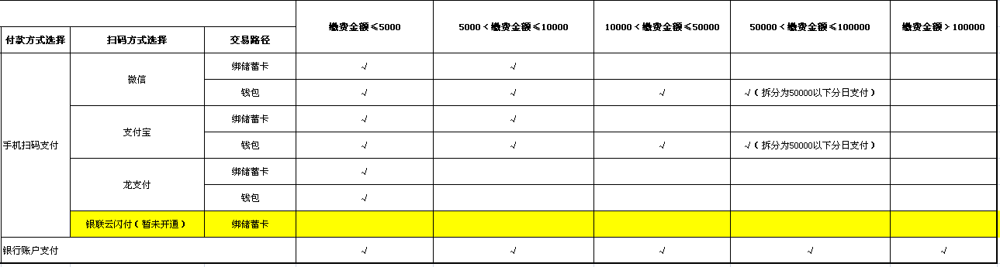 缴费金额≤5000 5000<缴费金额≤10000 10000<缴费金额≤50000 50000<缴费金额≤100000 缴费金额>100000
付款方式选择 扫码方式选择 交易路径
手机扫码支付
微信
绑储蓄卡 √ √
钱包 √ √ √ √(拆分为50000以下分日支付)
支付宝
绑储蓄卡 √ √
钱包 √ √ √ √(拆分为50000以下分日支付)
龙支付
绑储蓄卡 √
钱包 √
银联云闪付(暂未开通) 绑储蓄卡
银行账户支付 √ √ √ √ √